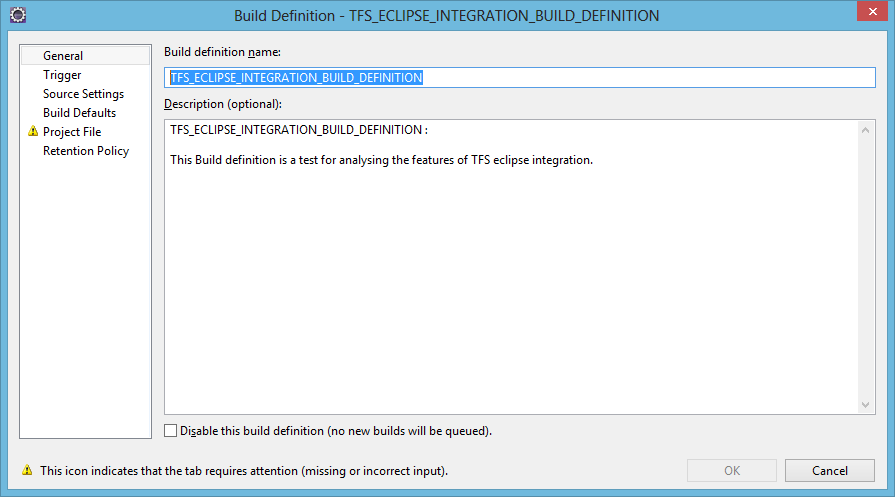 Build Definition - TFS_ECLIPSE_INTEGRATION_BUILD_DEFINITION
General
Trigger
Source Settings
Build Defaults
Project File
Retention Policy
Build definition name:
TFS_ECLIPSE_INTEGRATION_BUILD_DEFINITION
Description (optional):
TFS_ECLIPSE_INTEGRATION_BUILD_DEFINITION :
This Build definition is a test for analysing the features of TFS eclipse integration.
Disable this build definition (no new builds will be queued).
This icon indicates that the tab requires attention (missing or incorrect input).
OK
Cancel